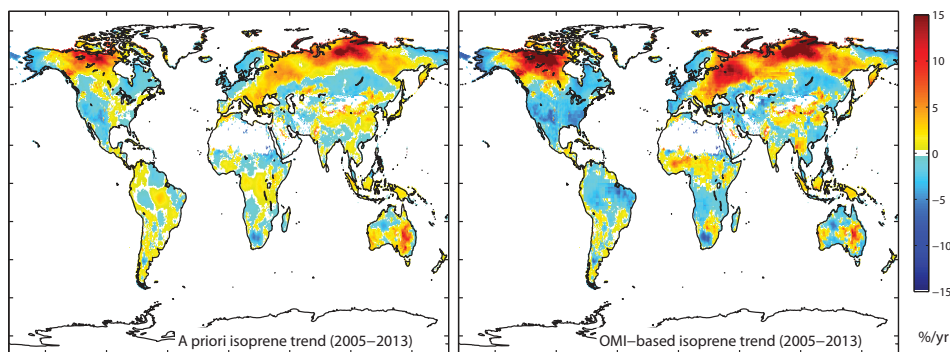 A priori isoprene trend (2005−2013)
OMI−based isoprene trend (2005−2013)
15
10
5
0
−5
−10
−15
%/yr